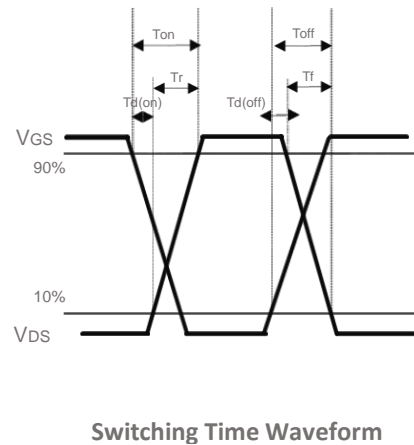 Ton Toff
Tr Tf
Td(on) Td(off)
VGS
90%
10%
VDS
Switching Time Waveform